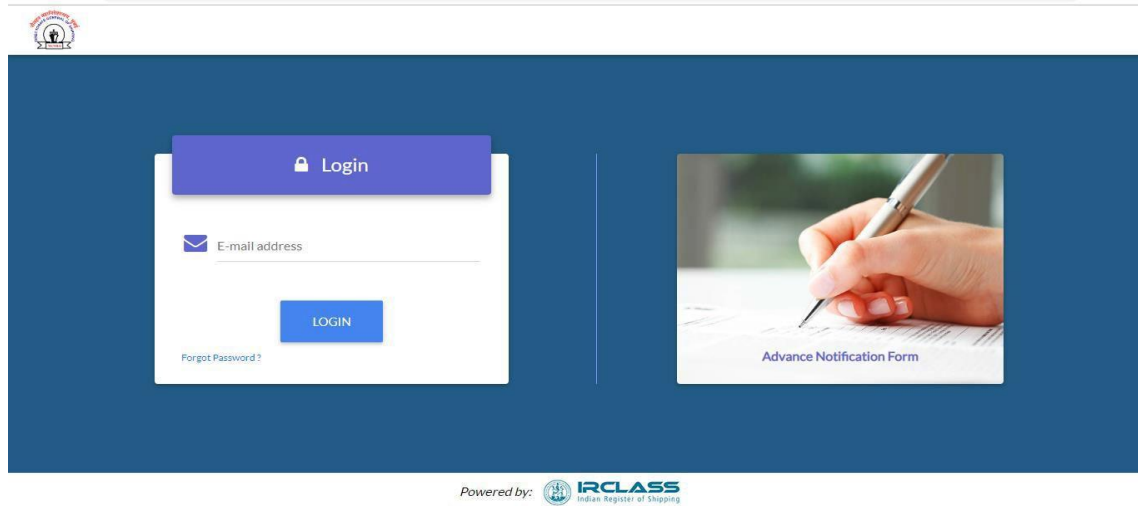 Login
E-mail address
LOGIN
Forgot Password ?
Advance Notification Form
Powered by:
IRCLASS
Indian Register of Shipping